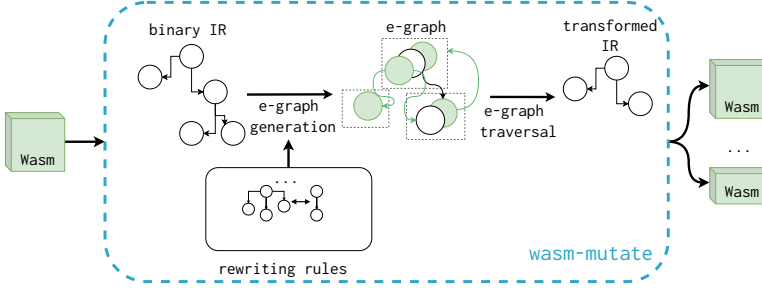 binary IR
e-graph
transformed
IR
Wasm
e-graph
generation
e-graph
traversal
Wasm
...
Wasm
...
rewriting rules
wasm-mutate